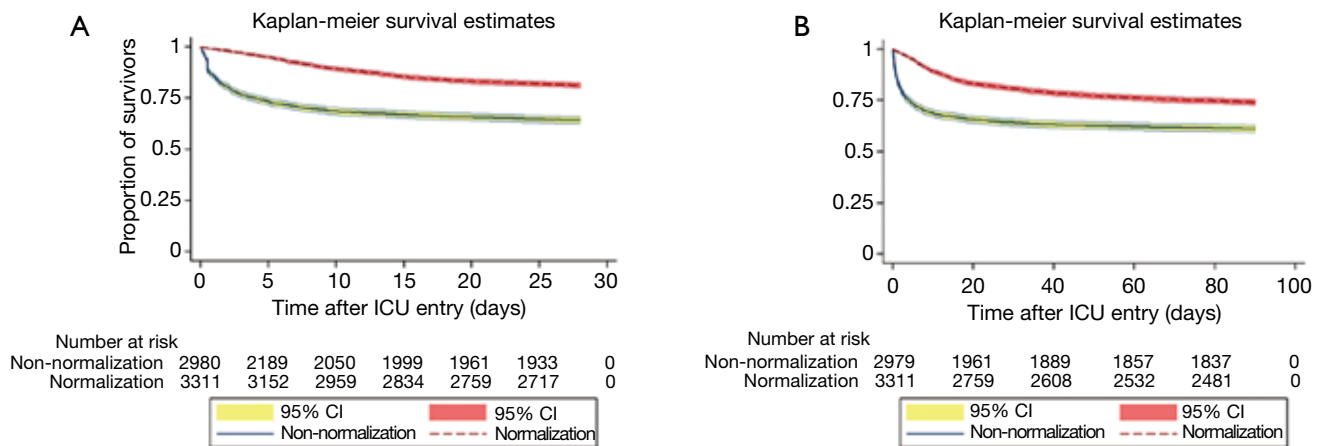 A
Kaplan-meier survival estimates
Proportion of survivors
1
0.75
0.5
0.25
0
0 5 10 15 20 25 30
Time after ICU entry (days)
Number at risk
Non-normalization 2980 2189 2050 1999 1961 1933 0
Normalization 3311 3152 2959 2834 2759 2717 0
95% CI 95% CI
Non-normalization Normalization
B
Kaplan-meier survival estimates
1
0.75
0.5
0.25
0
0 20 40 60 80 100
Time after ICU entry (days)
Number at risk
Non-normalization 2979 1961 1889 1857 1837 0
Normalization 3311 2759 2608 2532 2481 0
95% CI 95% CI
Non-normalization Normalization